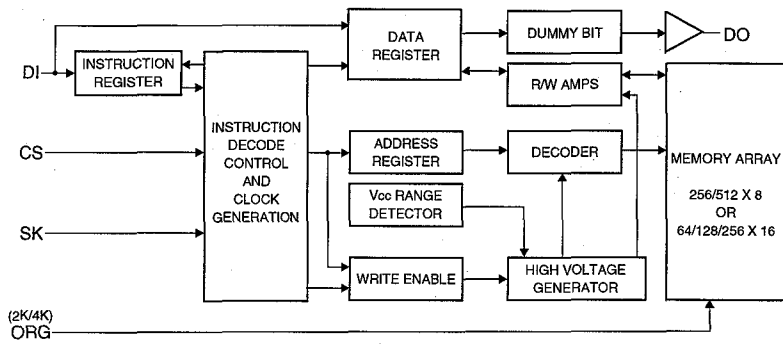 DI
INSTRUCTION
REGISTER
CS
SK
(2K/4K)
ORG
INSTRUCTION
DECODE
CONTROL
AND
CLOCK
GENERATION
DATA
REGISTER
ADDRESS
REGISTER
Vcc RANGE
DETECTOR
WRITE ENABLE
DUMMY BIT
R/W AMPS
DECODER
HIGH VOLTAGE
GENERATOR
DO
MEMORY ARRAY
256/512 X 8
OR
64/128/256 X 16